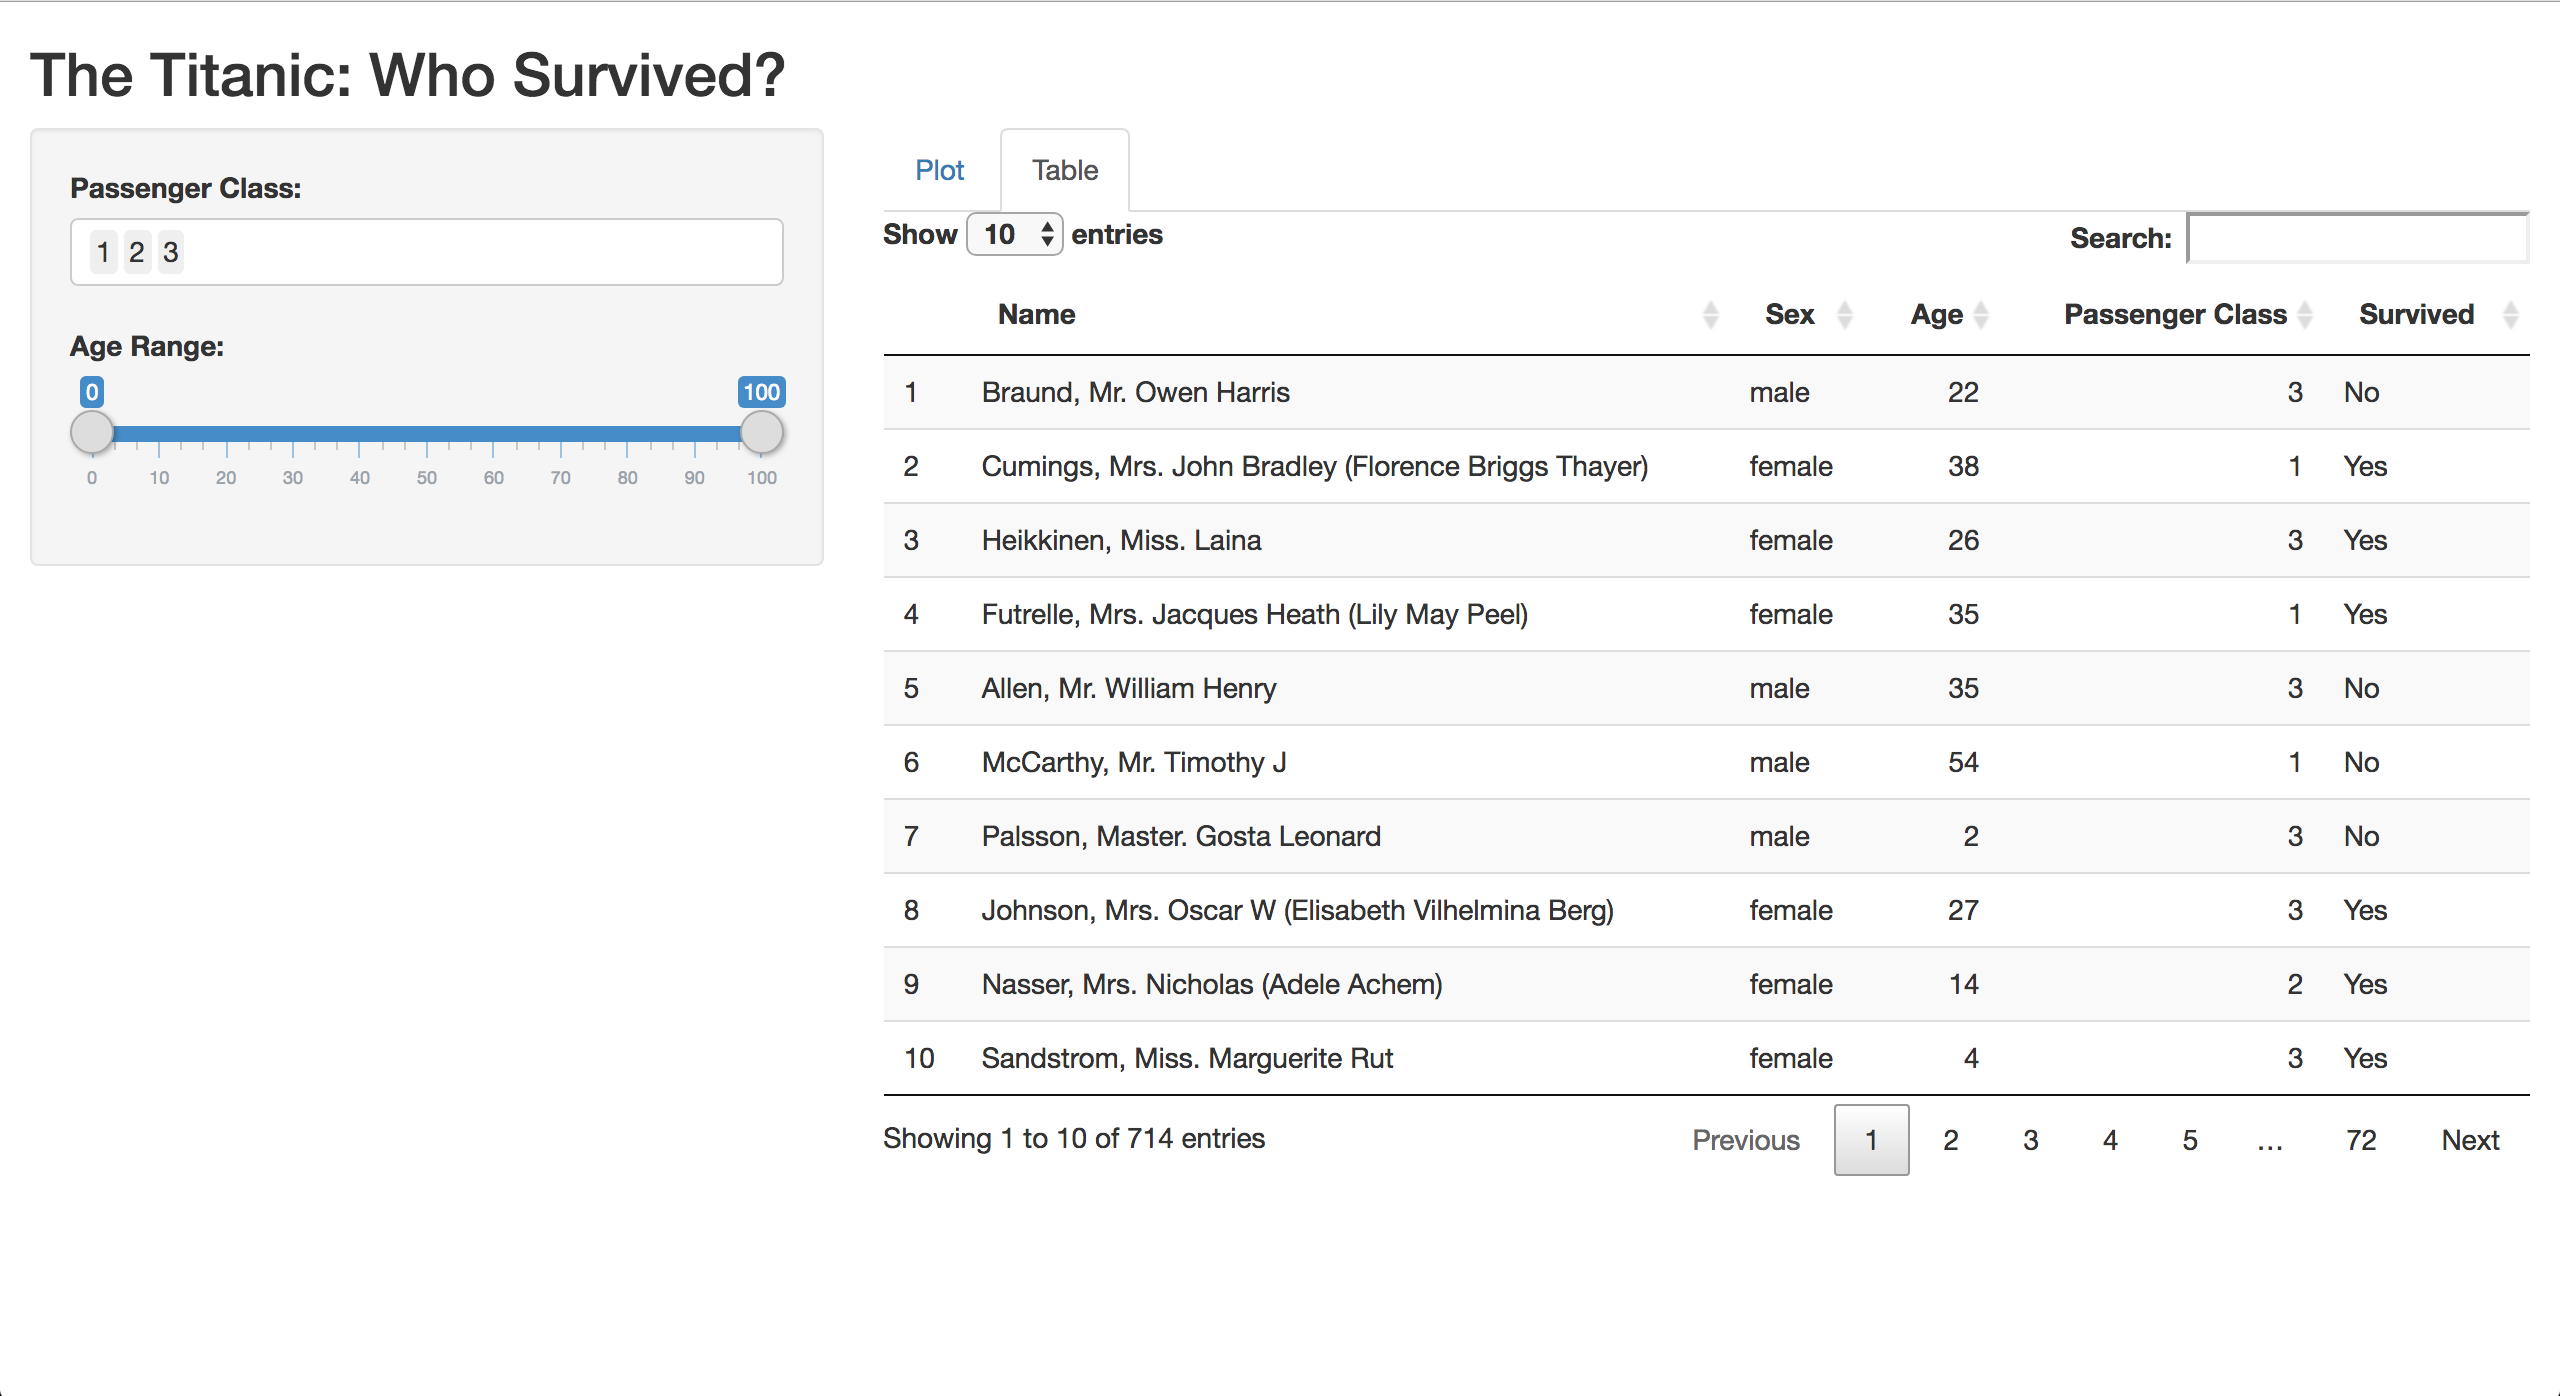 The Titanic: Who Survived?
Passenger Class:
1 2 3
Age Range:
0 100
0 10 20 30 40 50 60 70 80 90 100
Plot Table
Show 10 entries Search:
Name Sex Age Passenger Class Survived
1 Braund, Mr. Owen Harris male 22 3 No
2 Cumings, Mrs. John Bradley (Florence Briggs Thayer) female 38 1 Yes
3 Heikkinen, Miss. Laina female 26 3 Yes
4 Futrelle, Mrs. Jacques Heath (Lily May Peel) female 35 1 Yes
5 Allen, Mr. William Henry male 35 3 No
6 McCarthy, Mr. Timothy J male 54 1 No
7 Palsson, Master. Gosta Leonard male 2 3 No
8 Johnson, Mrs. Oscar W (Elisabeth Vilhelmina Berg) female 27 3 Yes
9 Nasser, Mrs. Nicholas (Adele Achem) female 14 2 Yes
10 Sandstrom, Miss. Marguerite Rut female 4 3 Yes
Showing 1 to 10 of 714 entries Previous 1 2 3 4 5 … 72 Next